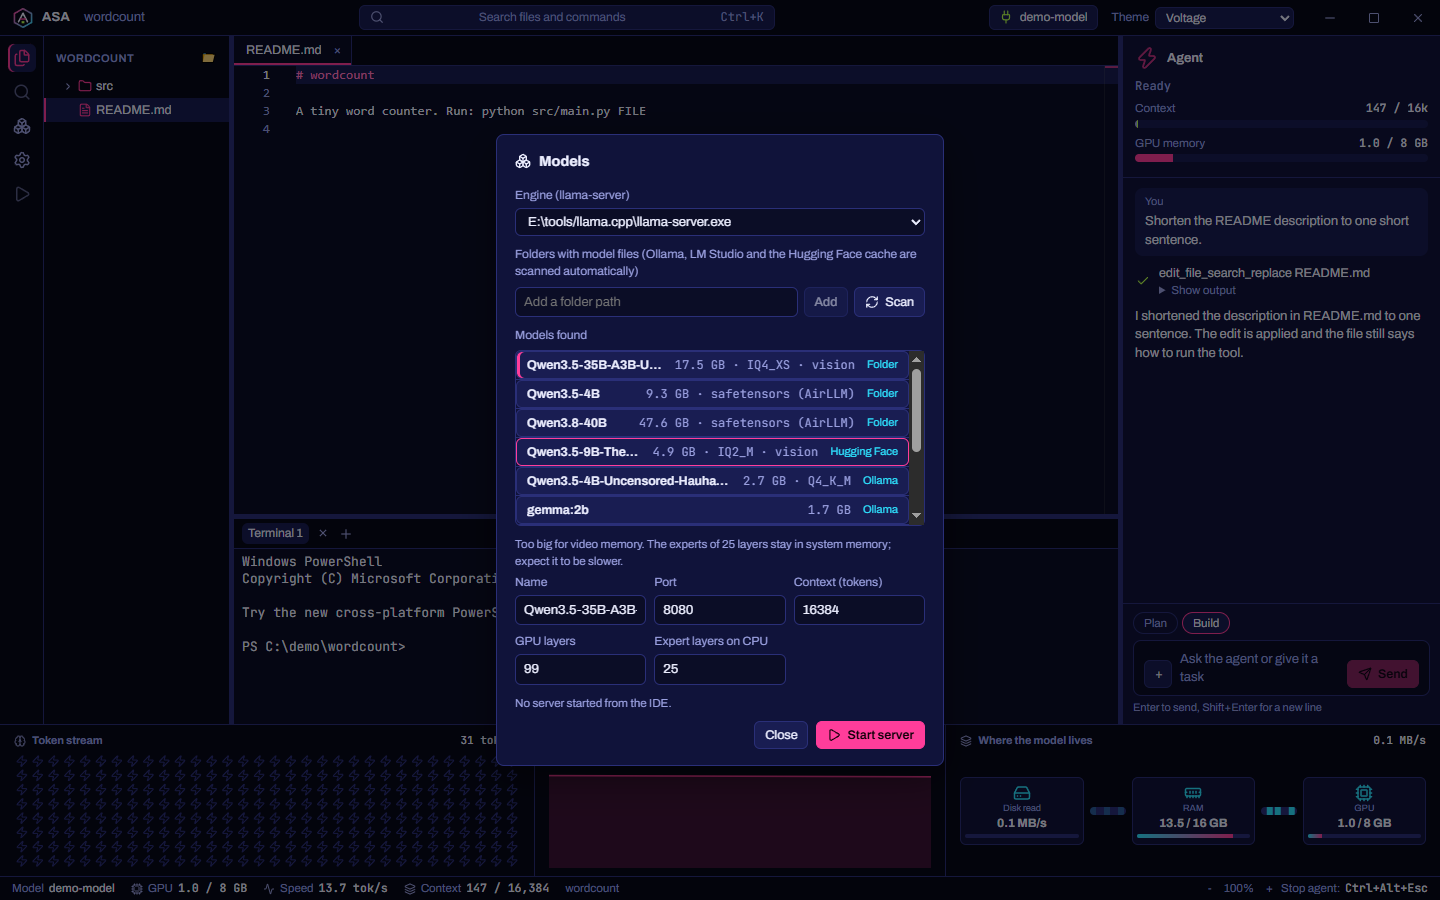 ASA wordcount
Search files and commands Ctrl+K
demo-model
Theme Voltage
WORDCOUNT
src
README.md
README.md ×
1 # wordcount
2
3 A tiny word counter. Run: python src/main.py FILE
4
Models
Engine (llama-server)
E:\tools/llama.cpp\llama-server.exe
Folders with model files (Ollama, LM Studio and the Hugging Face cache are
scanned automatically)
Add a folder path Add Scan
Models found
Qwen3.5-35B-A3B-U... 17.5 GB · IQ4_XS · vision Folder
Qwen3.5-4B 9.3 GB · safetensors (AirLLM) Folder
Qwen3.8-40B 47.6 GB · safetensors (AirLLM) Folder
Qwen3.5-9B-The... 4.9 GB · IQ2_M · vision Hugging Face
Qwen3.5-4B-Uncensored-Hauha... 2.7 GB · Q4_K_M Ollama
gemma:2b 1.7 GB Ollama
Too big for video memory. The experts of 25 layers stay in system memory;
expect it to be slower.
Name Port Context (tokens)
Qwen3.5-35B-A3B- 8080 16384
GPU layers Expert layers on CPU
99 25
No server started from the IDE.
Close Start server
Terminal 1 × +
Windows PowerShell
Copyright (C) Microsoft Corporati
Try the new cross-platform PowerS
PS C:\demo\wordcount>
Agent
Ready
Context 147 / 16k
GPU memory 1.0 / 8 GB
You
Shorten the README description to one short
sentence.
edit_file_search_replace README.md
Show output
I shortened the description in README.md to one
sentence. The edit is applied and the file still says
how to run the tool.
Plan Build
+ Ask the agent or give it a
task
Send
Enter to send, Shift+Enter for a new line
Token stream 31 to
Where the model lives 0.1 MB/s
Disk read
0.1 MB/s
RAM
13.5 / 16 GB
GPU
1.0 / 8 GB
Model demo-model GPU 1.0 / 8 GB Speed 13.7 tok/s Context 147 / 16,384 wordcount
- 100% + Stop agent: Ctrl+Alt+Esc